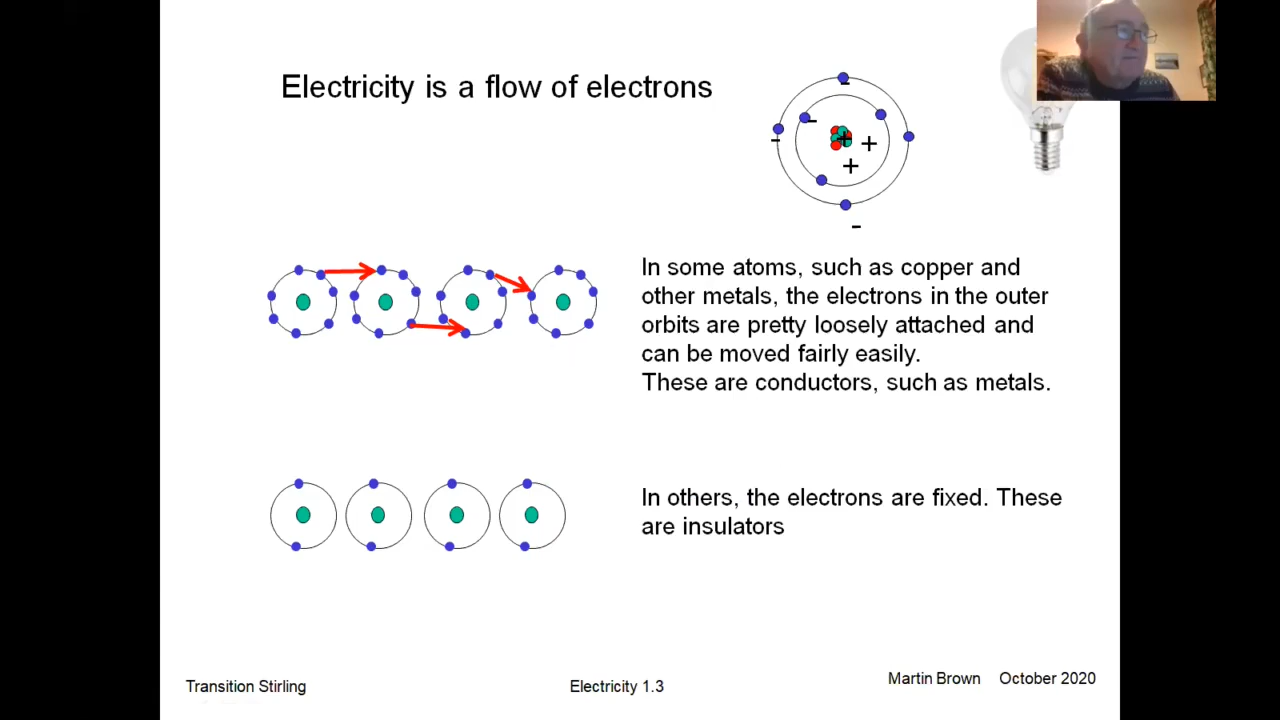 Electricity is a flow of electrons
-
-
-
+
+
+
-
In some atoms, such as copper and
other metals, the electrons in the outer
orbits are pretty loosely attached and
can be moved fairly easily.
These are conductors, such as metals.
In others, the electrons are fixed. These
are insulators
Transition Stirling
Electricity 1.3
Martin Brown October 2020